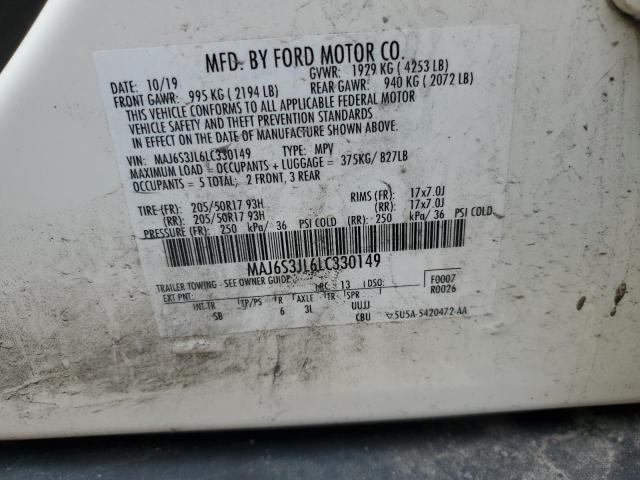 MFD. BY FORD MOTOR CO.
DATE: 10/19 GVWR: 1929 KG ( 4253 LB)
FRONT GAWR: 995 KG ( 2194 LB) REAR GAWR: 940 KG ( 2072 LB)
THIS VEHICLE CONFORMS TO ALL APPLICABLE FEDERAL MOTOR
VEHICLE SAFETY AND THEFT PREVENTION STANDARDS
IN EFFECT ON THE DATE OF MANUFACTURE SHOWN ABOVE.
VIN: MAJ6S3JL6LC330149 TYPE: MPV
MAXIMUM LOAD = OCCUPANTS + LUGGAGE = 375KG/ 827LB
OCCUPANTS = 5 TOTAL; 2 FRONT, 3 REAR
TIRE (FR): 205/50R17 93H RIMS (FR): 17x7.0J
(RR): 205/50R17 93H (RR): 17x7.0J
PRESSURE (FR): 250 kPa/ 36 PSI COLD (RR): 250 kPa/ 36 PSI COLD
MAJ6S3JL6LC330149
TRAILER TOWING - SEE OWNER GUIDE
EXT PNT: RC: 13 DSO: F0007
R0026
INT TR TP/PS R AXLE TR SPR UUJJ
5B 6 3L CBU 5U5A-5420472-AA